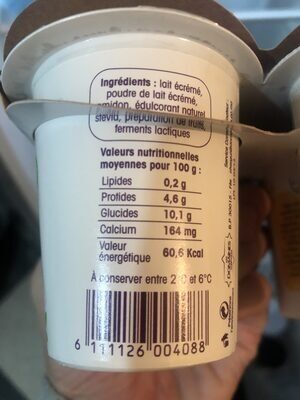 Ingrédients : lait écrémé,
poudre de lait écrémé,
amidon, édulcorant naturel
stevia, préparation de fruits,
ferments lactiques
Valeurs nutritionnelles
moyennes pour 100 g :
Lipides 0,2 g
Protides 4,6 g
Glucides 10,1 g
Calcium 164 mg
Valeur
énergétique 60,6 Kcal
À conserver entre 2°C et 6°C
6 111126 004088